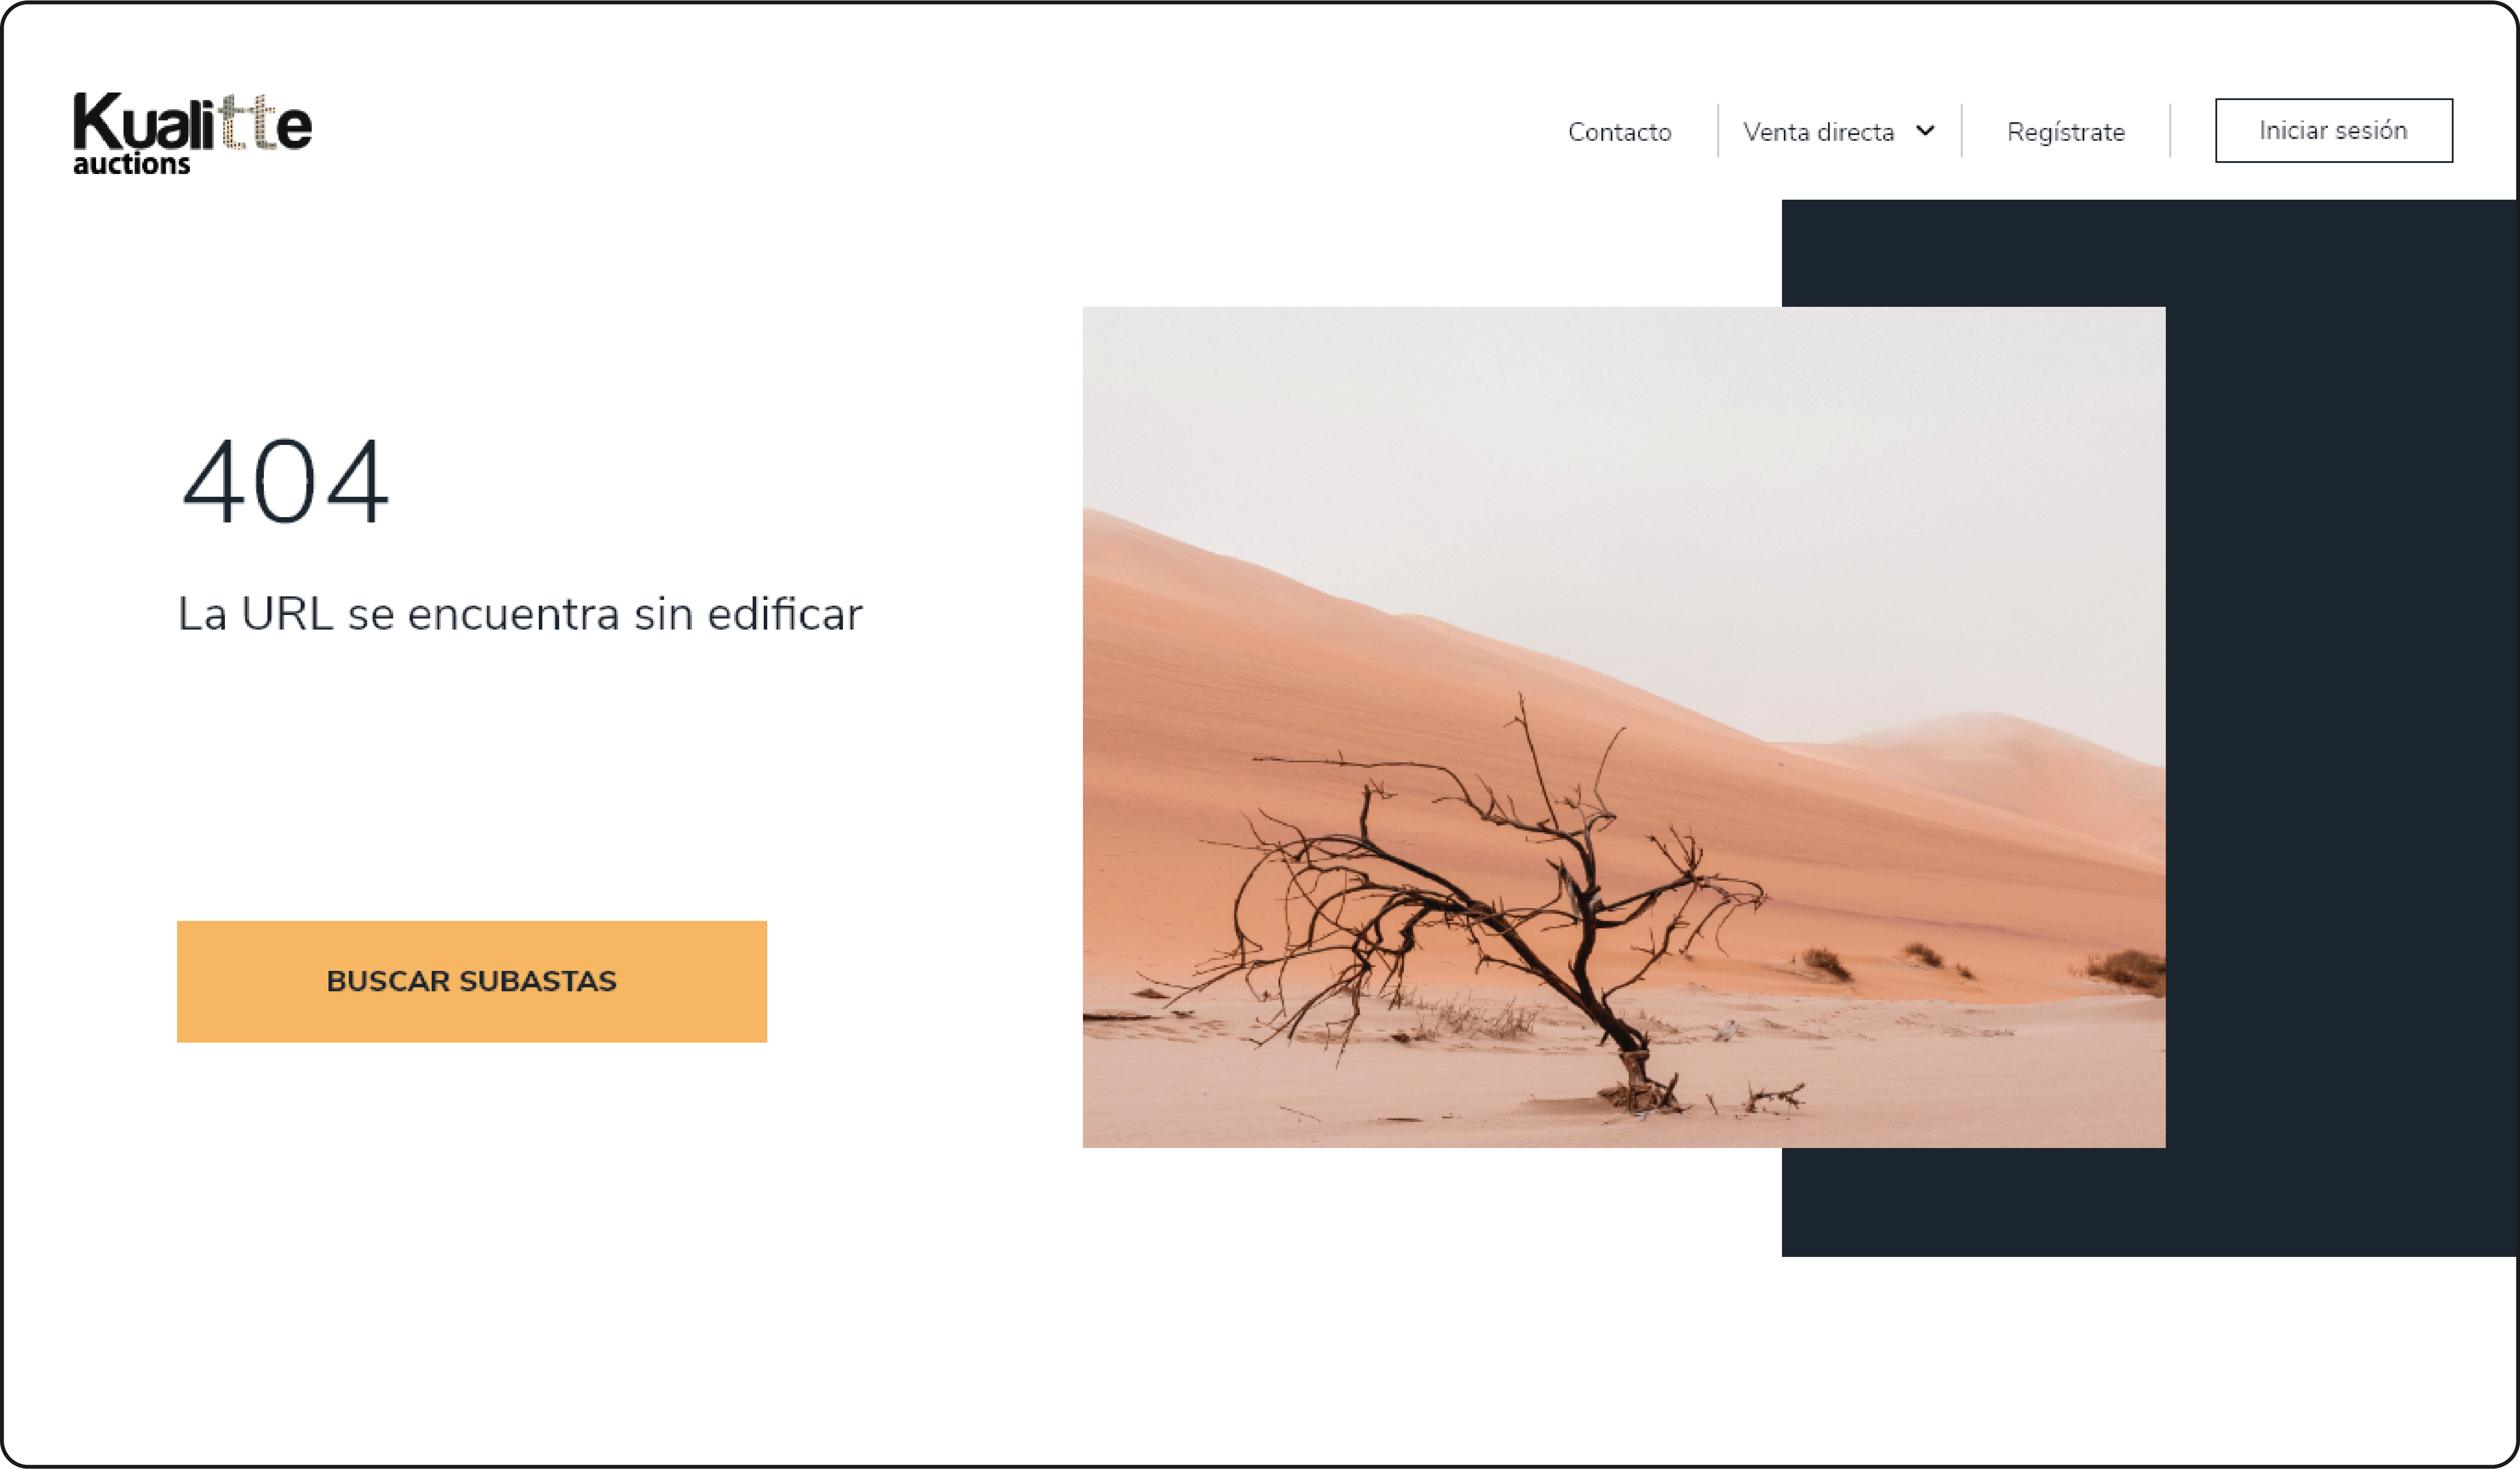 Kualitte
auctions
Contacto
Venta directa
Regístrate
Iniciar sesión
404
La URL se encuentra sin edificar
BUSCAR SUBASTAS